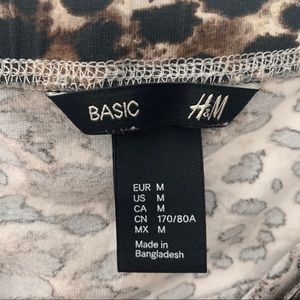 BASIC H&M
EUR M
US M
CA M
CN 170/80A
MX M
Made in
Bangladesh